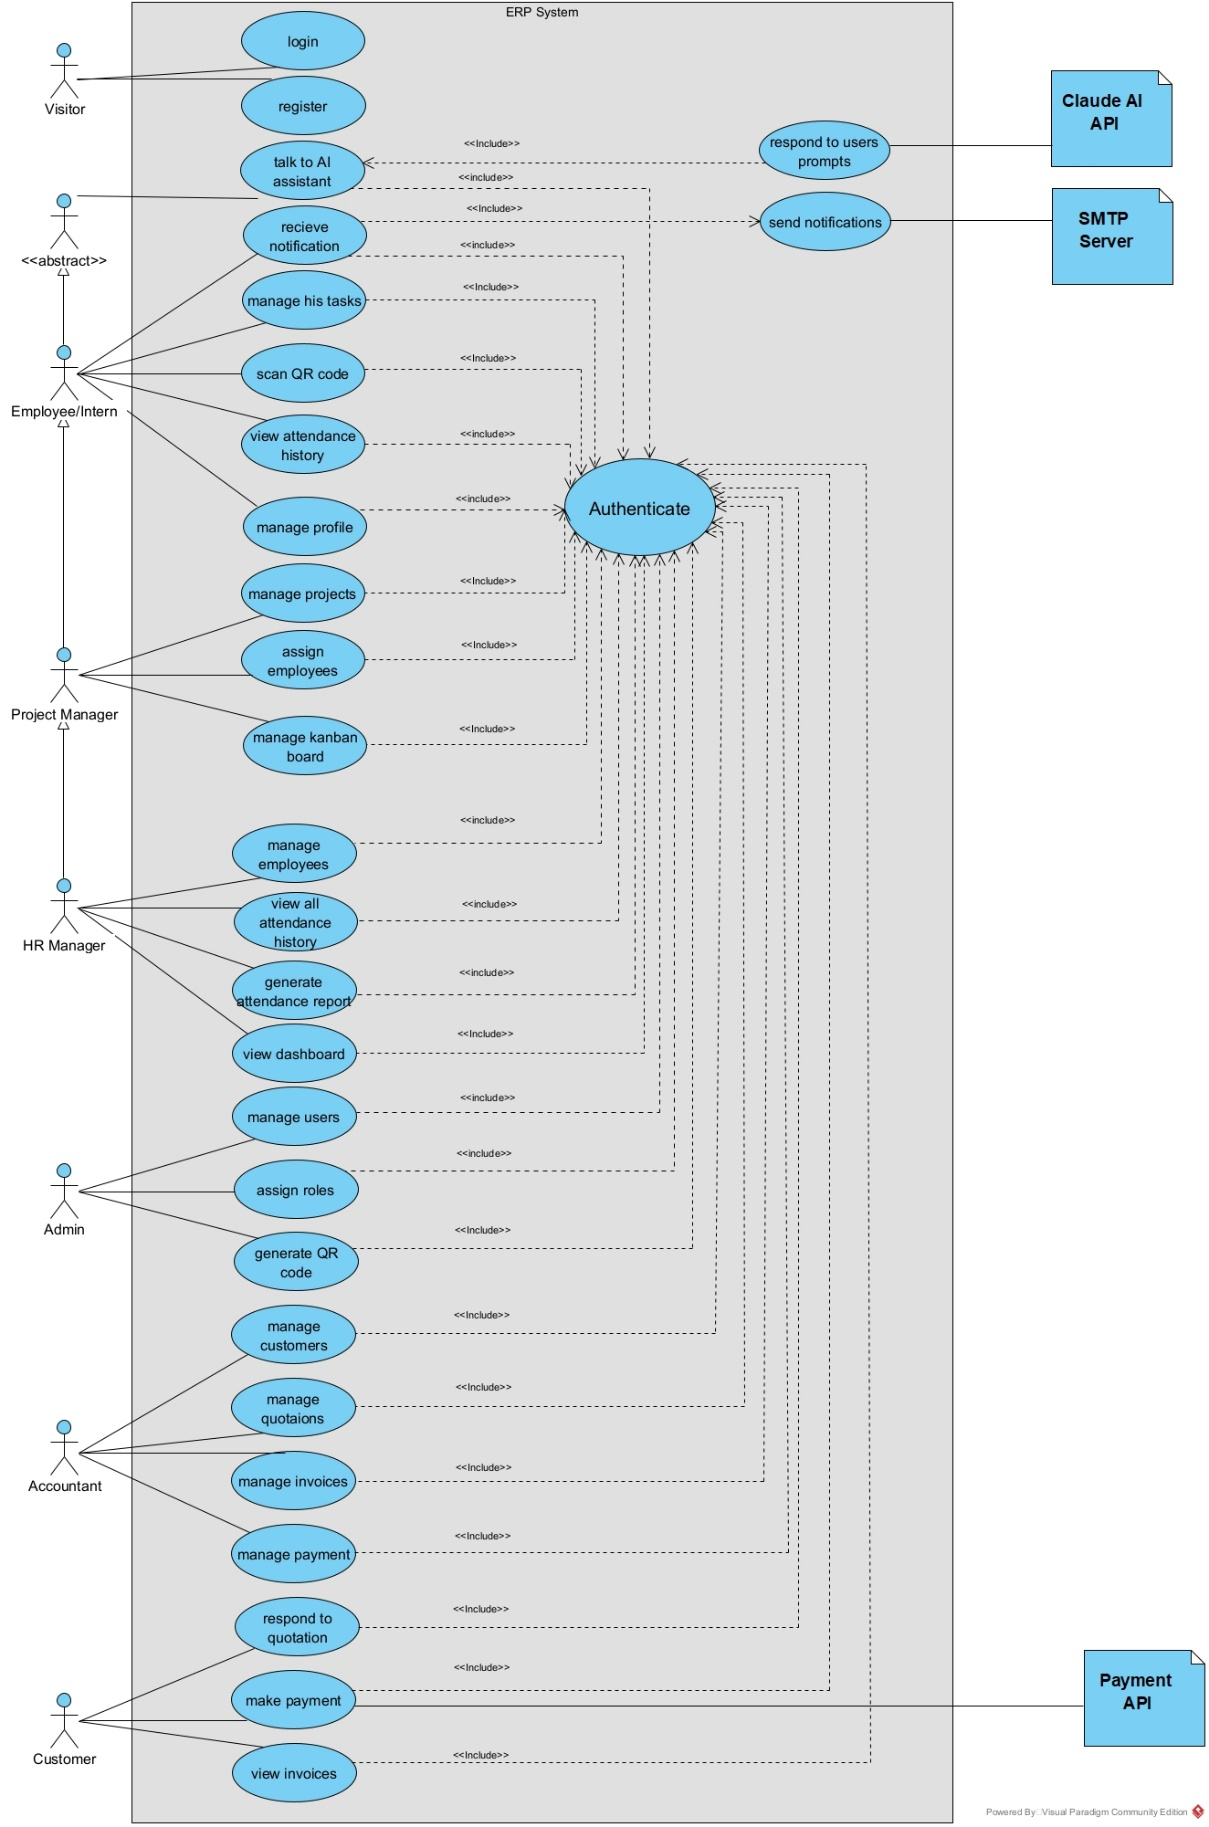 ERP System
login
Visitor
register
Claude AI
API
<<Include>>
respond to users
prompts
talk to AI
assistant
<<include>>
<<Include>>
send notifications
SMTP
Server
recieve
notification
<<include>>
<<abstract>>
<<Include>>
manage his tasks
<<Include>>
scan QR code
Employee/Intern
<<include>>
view attendance
history
<<include>>
Authenticate
manage profile
<<Include>>
manage projects
<<Include>>
assign
employees
Project Manager
<<Include>>
manage kanban
board
<<include>>
manage
employees
<<include>>
view all
attendance
history
HR Manager
<<include>>
generate
attendance report
<<Include>>
view dashboard
<<include>>
manage users
<<include>>
assign roles
Admin
<<Include>>
generate QR
code
<<Include>>
manage
customers
<<Include>>
manage
quotaions
<<Include>>
manage invoices
Accountant
<<Include>>
manage payment
<<Include>>
respond to
quotation
<<Include>>
make payment
Payment
API
Customer
<<Include>>
view invoices
Powered By Visual Paradigm Community Edition